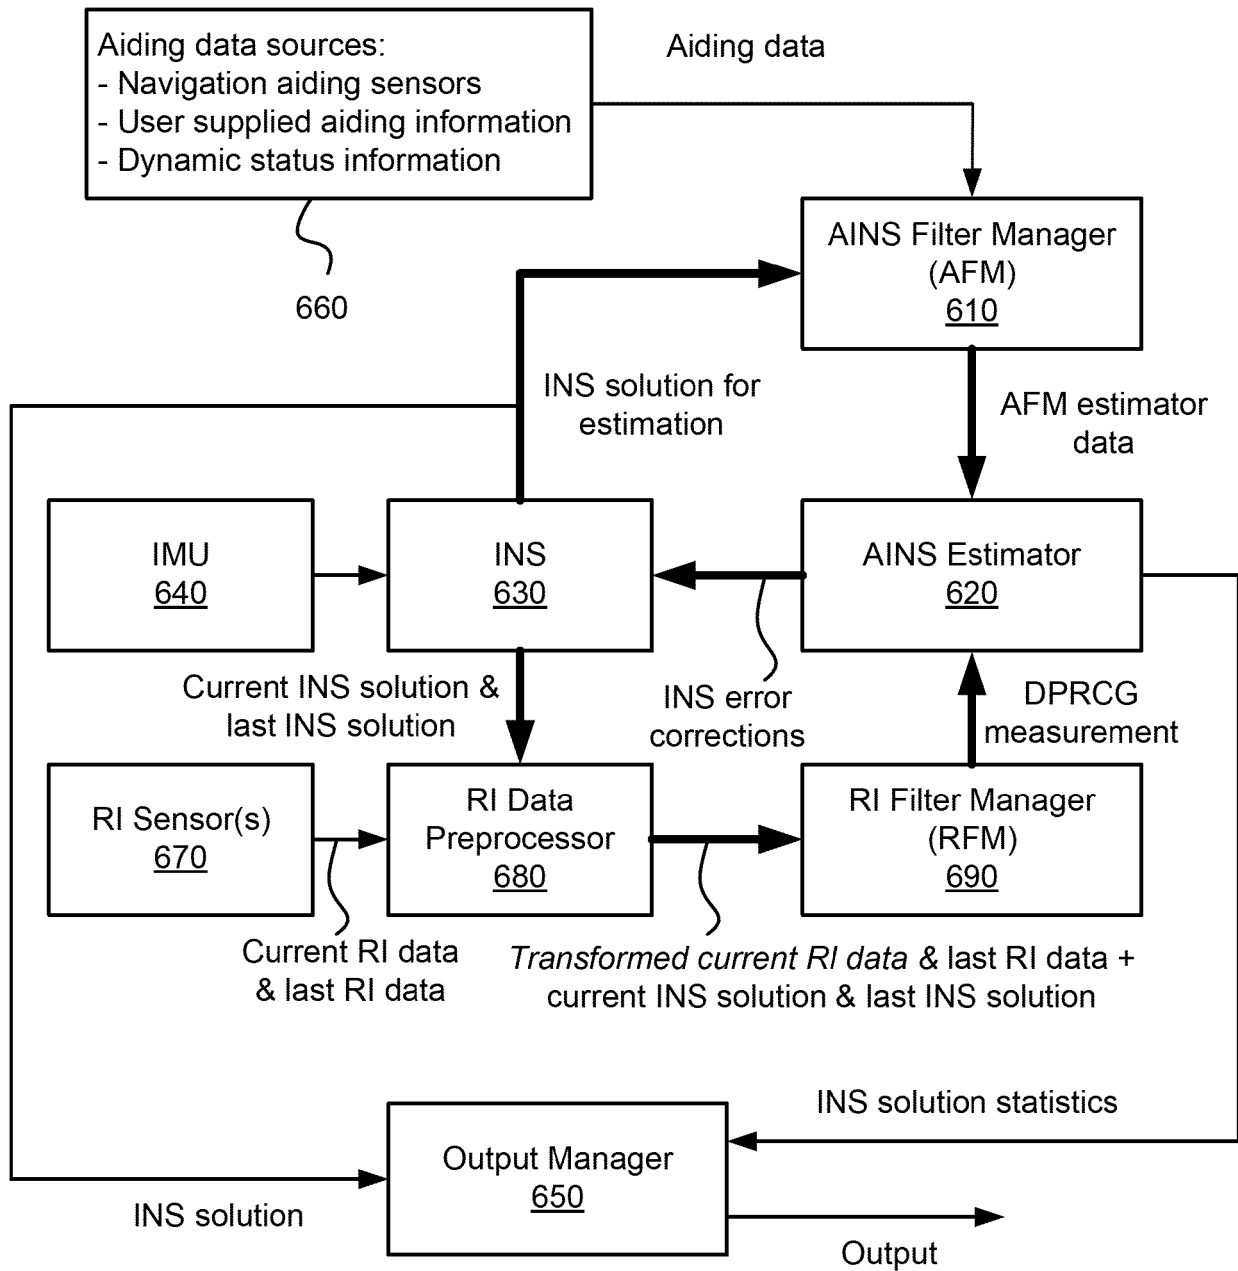 Aiding data sources:
- Navigation aiding sensors
- User supplied aiding information
- Dynamic status information
Aiding data
660
AINS Filter Manager
(AFM)
610
INS solution for
estimation
AFM estimator
data
IMU
640
INS
630
AINS Estimator
620
Current INS solution &
last INS solution
INS error
corrections
DPRCG
measurement
RI Sensor(s)
670
RI Data
Preprocessor
680
RI Filter Manager
(RFM)
690
Current RI data
& last RI data
Transformed current RI data & last RI data +
current INS solution & last INS solution
INS solution statistics
Output Manager
650
INS solution
Output